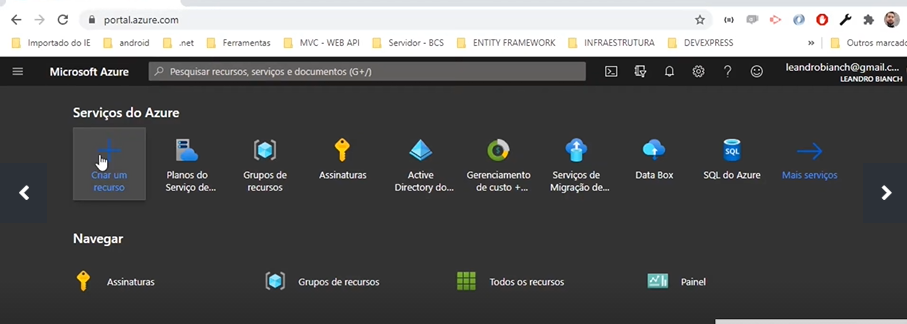 portal.azure.com
Importado do IE
android
.net
Ferramentas
MVC - WEB API
Servidor - BCS
ENTITY FRAMEWORK
INFRAESTRUTURA
DEVEXPRESS
»
Outros marcado
Microsoft Azure
Pesquisar recursos, serviços e documentos (G+/)
leandrobianch@gmail.c...
LEANDRO BIANCH
Serviços do Azure
Criar um
recurso
Planos do
Serviço de...
Grupos de
recursos
Assinaturas
Active
Directory do...
Gerenciamento
de custo +...
Serviços de
Migração de...
Data Box
SQL
SQL do Azure
Mais serviços
Navegar
Assinaturas
Grupos de recursos
Todos os recursos
Painel